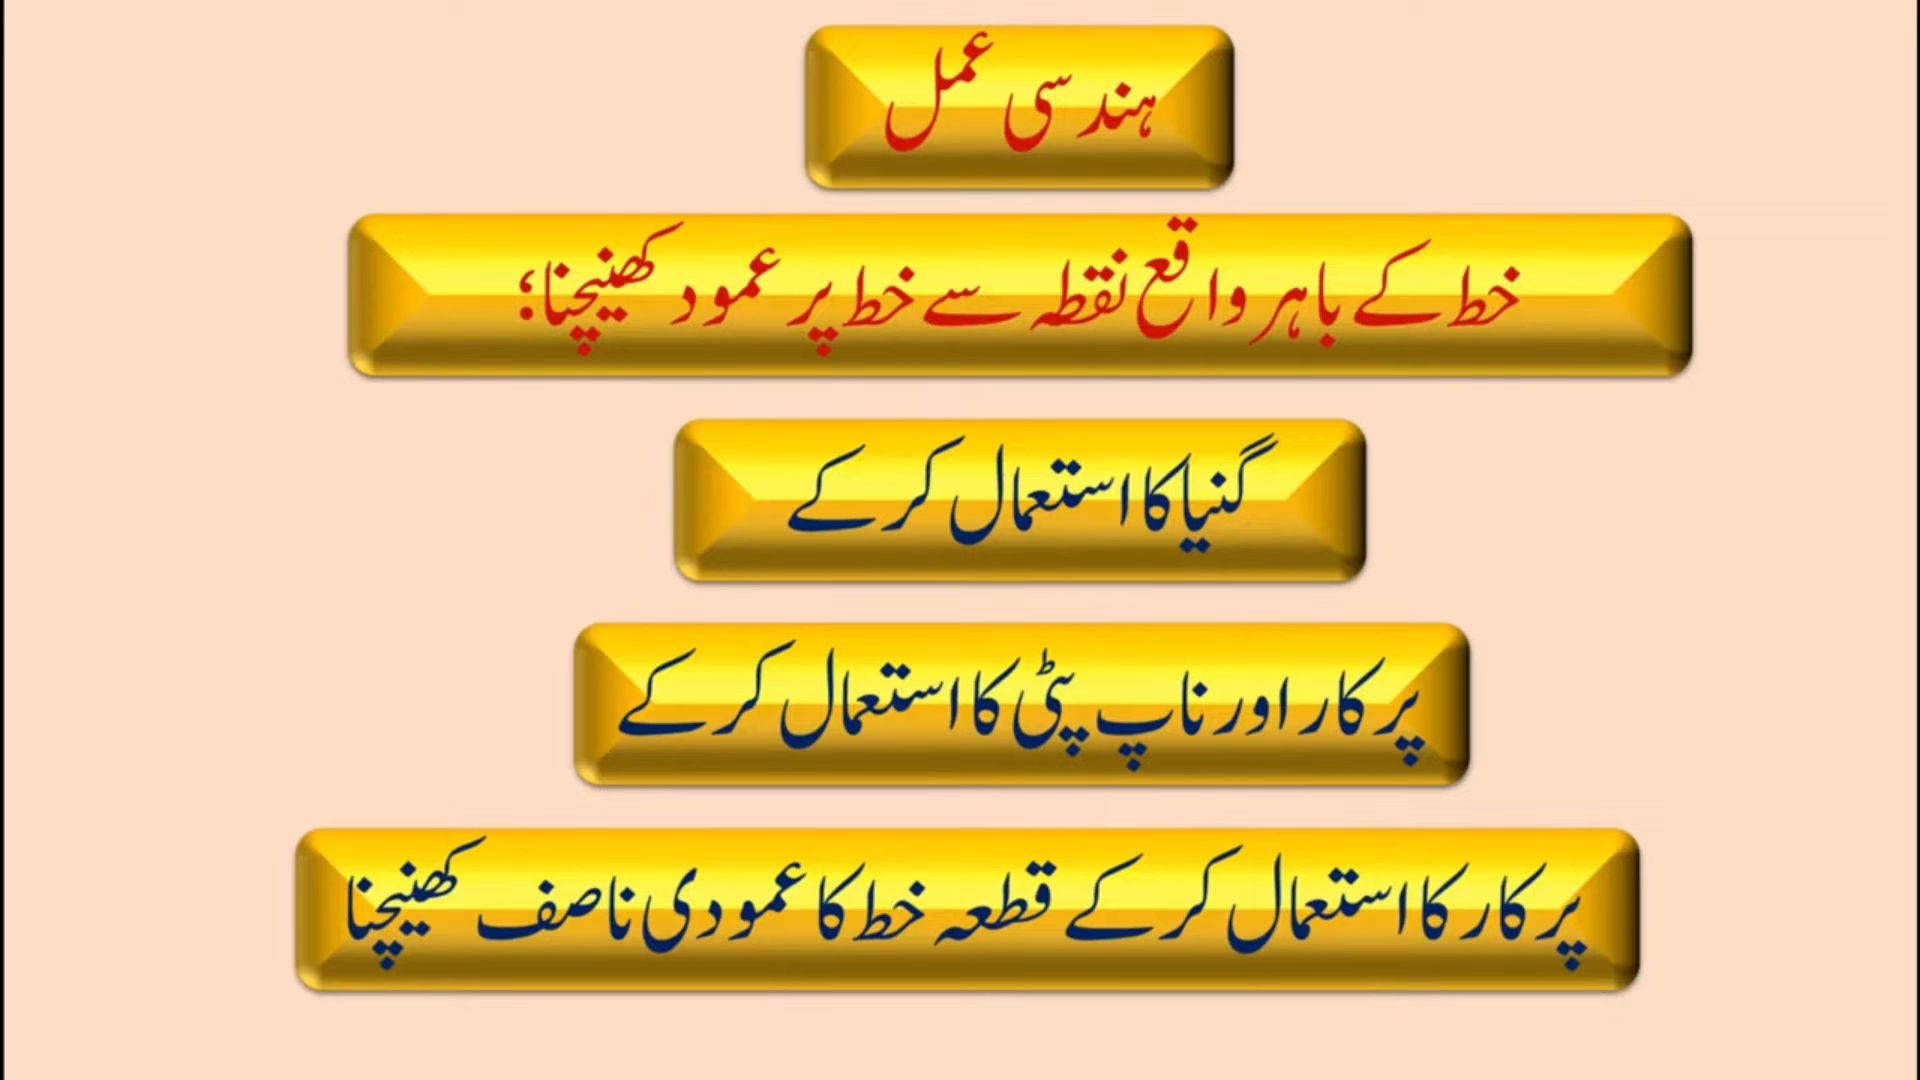 ہندسی عمل
خط کے باہر واقع نقطہ سے خط پر عمود کھینچنا؛
گنیا کا استعمال کر کے
پرکار اور ناپ پٹی کا استعمال کر کے
پرکار کا استعمال کر کے قطعہ خط کا عمودی ناصف کھینچنا